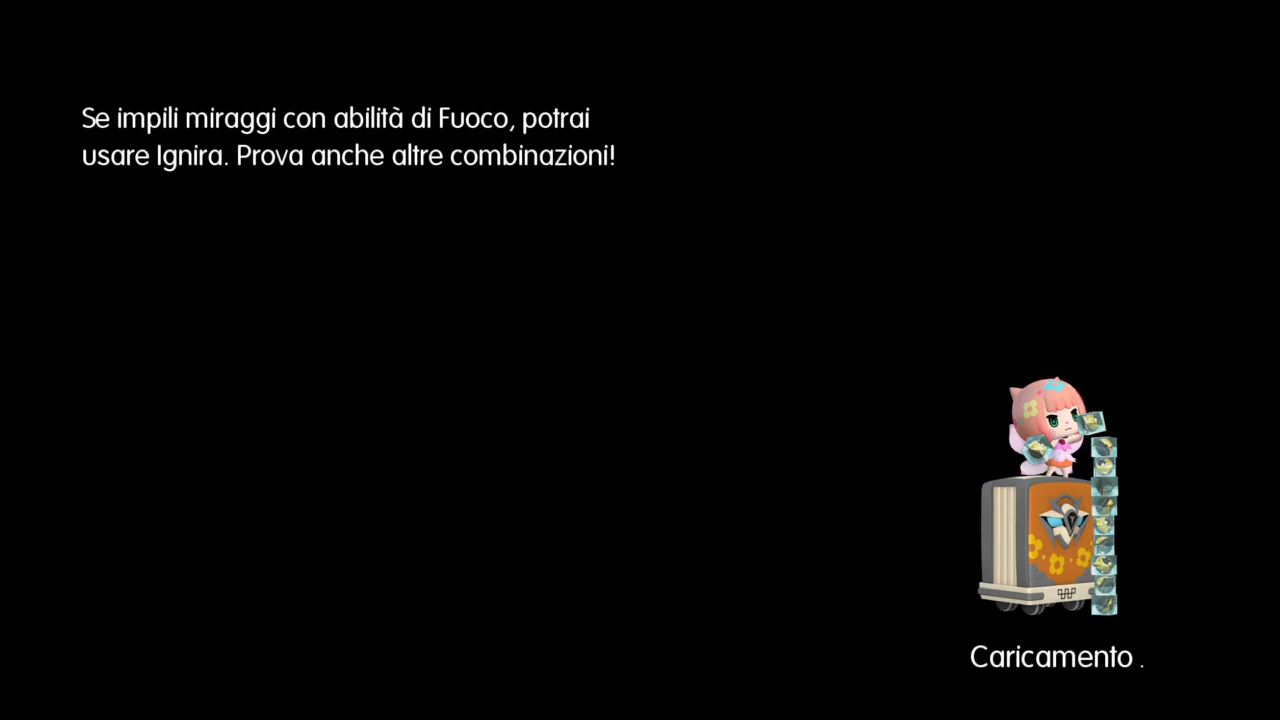 Se impili miraggi con abilità di Fuoco, potrai
usare Ignira. Prova anche altre combinazioni!
Caricamento .